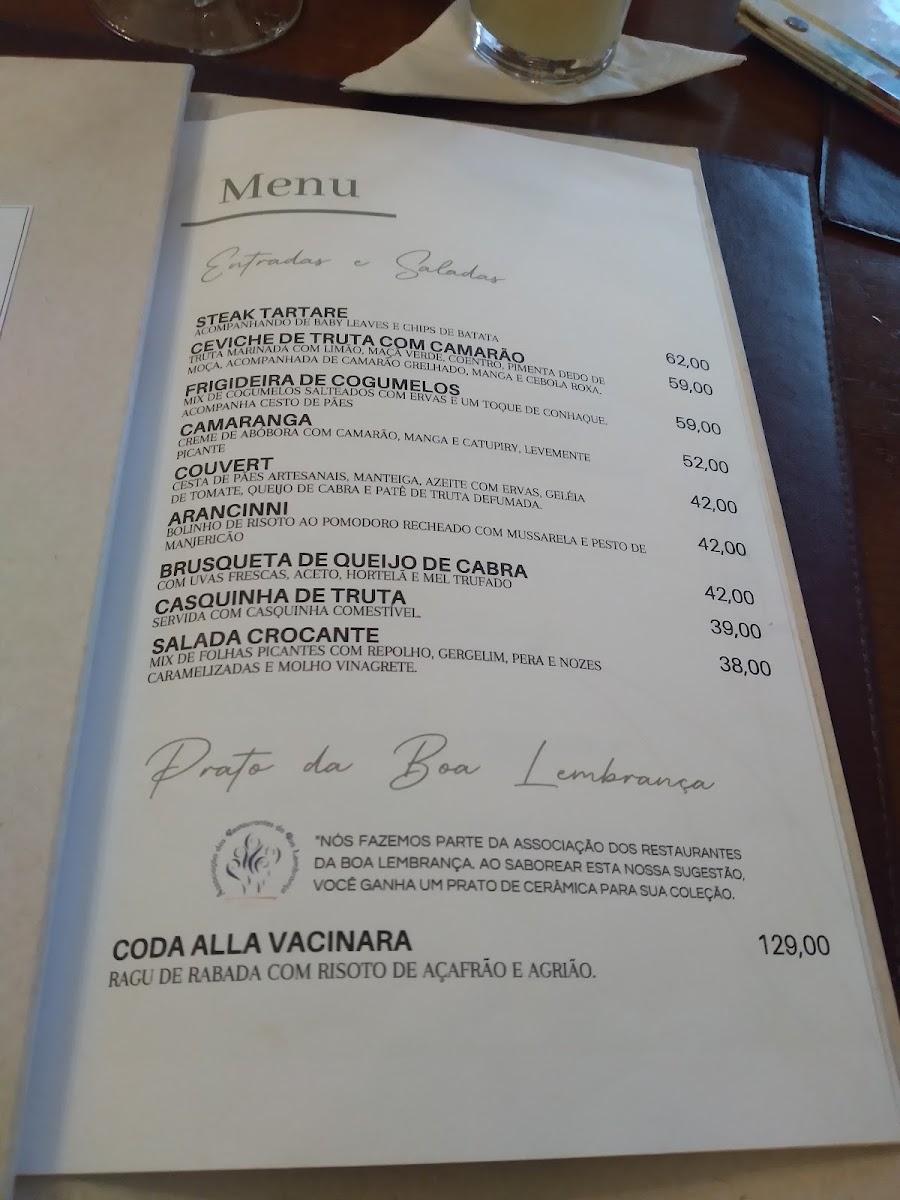 Menu
Entradas e Saladas
STEAK TARTARE
ACOMPANHANDO DE BABY LEAVES E CHIPS DE BATATA
62,00
CEVICHE DE TRUTA COM CAMARÃO
TRUTA MARINADA COM LIMÃO, MAÇÃ VERDE, COENTRO, PIMENTA DEDO DE
MOÇA. ACOMPANHADA DE CAMARÃO GRELHADO, MANGA E CEBOLA ROXA.
59,00
FRIGIDEIRA DE COGUMELOS
MIX DE COGUMELOS SALTEADOS COM ERVAS E UM TOQUE DE CONHAQUE.
ACOMPANHA CESTO DE PÃES
59,00
CAMARANGA
CREME DE ABÓBORA COM CAMARÃO, MANGA E CATUPIRY, LEVEMENTE
PICANTE
52,00
COUVERT
CESTA DE PÃES ARTESANAIS, MANTEIGA, AZEITE COM ERVAS, GELÉIA
DE TOMATE, QUEIJO DE CABRA E PATÊ DE TRUTA DEFUMADA.
42,00
ARANCINNI
BOLINHO DE RISOTO AO POMODORO RECHEADO COM MUSSARELA E PESTO DE
MANJERICÃO
42,00
BRUSQUETA DE QUEIJO DE CABRA
COM UVAS FRESCAS, ACETO, HORTELÃ E MEL TRUFADO
42,00
CASQUINHA DE TRUTA
SERVIDA COM CASQUINHA COMESTÍVEL.
39,00
SALADA CROCANTE
MIX DE FOLHAS PICANTES COM REPOLHO, GERGELIM, PERA E NOZES
CARAMELIZADAS E MOLHO VINAGRETE.
38,00
Prato da Boa Lembrança
Associação dos Restaurantes da Boa Lembrança
"NÓS FAZEMOS PARTE DA ASSOCIAÇÃO DOS RESTAURANTES
DA BOA LEMBRANÇA. AO SABOREAR ESTA NOSSA SUGESTÃO,
VOCÊ GANHA UM PRATO DE CERÂMICA PARA SUA COLEÇÃO.
CODA ALLA VACINARA
129,00
RAGU DE RABADA COM RISOTO DE AÇAFRÃO E AGRIÃO.